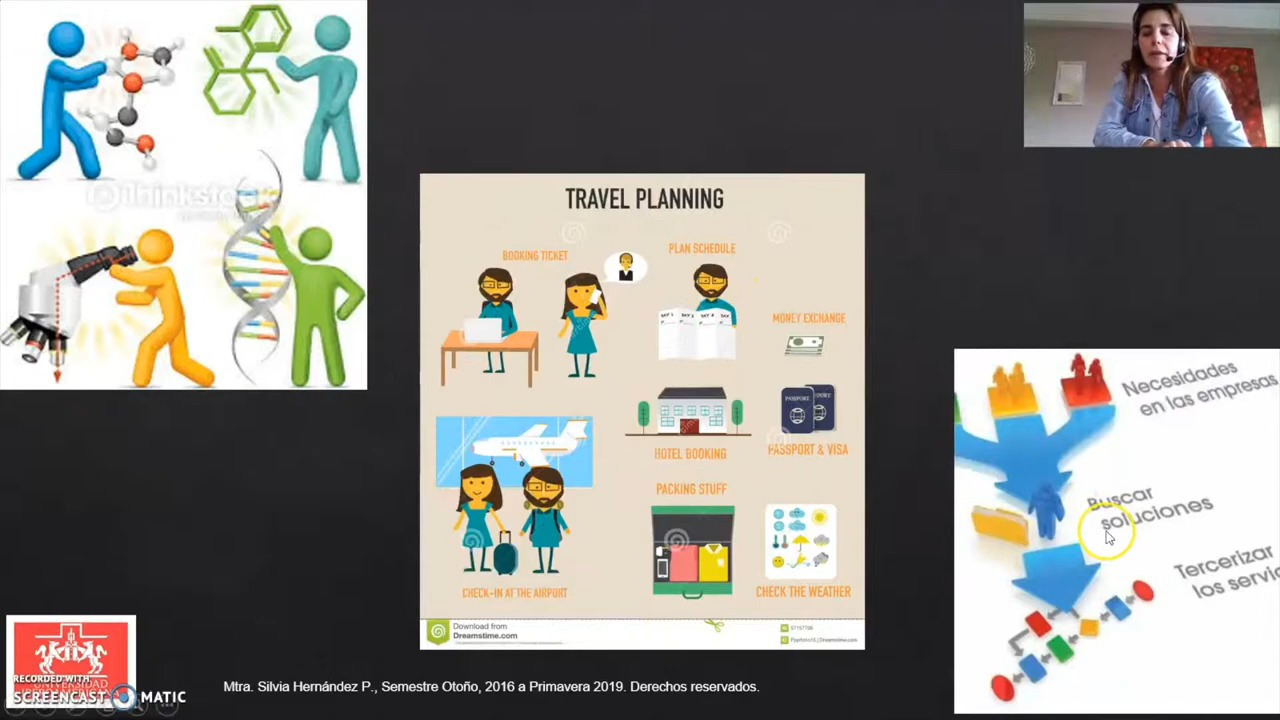 Thinkstock
TRAVEL PLANNING
BOOKING TICKET
PLAN SCHEDULE
MONEY EXCHANGE
PASSPORT
HOTEL BOOKING
PASSPORT & VISA
PACKING STUFF
CHECK-IN AT THE AIRPORT
CHECK THE WEATHER
Download from
Dreamstime.com
Necesidades
en las empresas
Buscar
soluciones
Tercerizar
los servi
RECORDED WITH
SCREENCAST MATIC
Mtra. Silvia Hernández P., Semestre Otoño, 2016 a Primavera 2019. Derechos reservados.